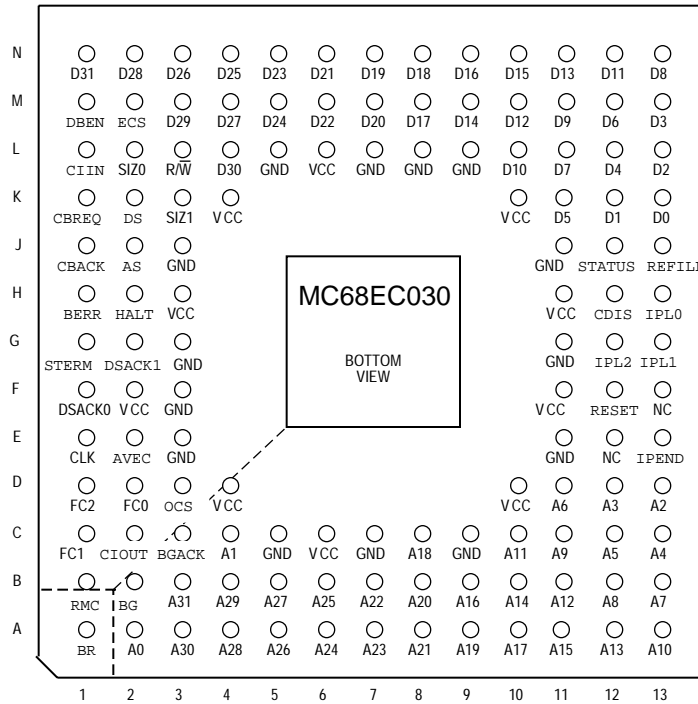 N
D31 D28 D26 D25 D23 D21 D19 D18 D16 D15 D13 D11 D8
M
DBEN ECS D29 D27 D24 D22 D20 D17 D14 D12 D9 D6 D3
L
CIIN SIZ0 R/W̅ D30 GND VCC GND GND GND D10 D7 D4 D2
K
CBREQ DS SIZ1 VCC VCC D5 D1 D0
J
CBACK AS GND GND STATUS REFILL
H
MC68EC030
BERR HALT VCC VCC CDIS IPL0
G
STERM DSACK1 GND GND IPL2 IPL1
BOTTOM
VIEW
F
DSACK0 VCC GND VCC RESET NC
E
CLK AVEC GND GND NC IPEND
D
FC2 FC0 OCS VCC VCC A6 A3 A2
C
FC1 CIOUT BGACK A1 GND VCC GND A18 GND A11 A9 A5 A4
B
RMC BG A31 A29 A27 A25 A22 A20 A16 A14 A12 A8 A7
A
BR A0 A30 A28 A26 A24 A23 A21 A19 A17 A15 A13 A10
1 2 3 4 5 6 7 8 9 10 11 12 13